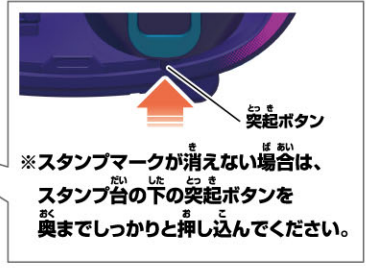 突起ボタン
※スタンプマークが消えない場合は、
スタンプ台の下の突起ボタンを
奥までしっかりと押し込んでください。